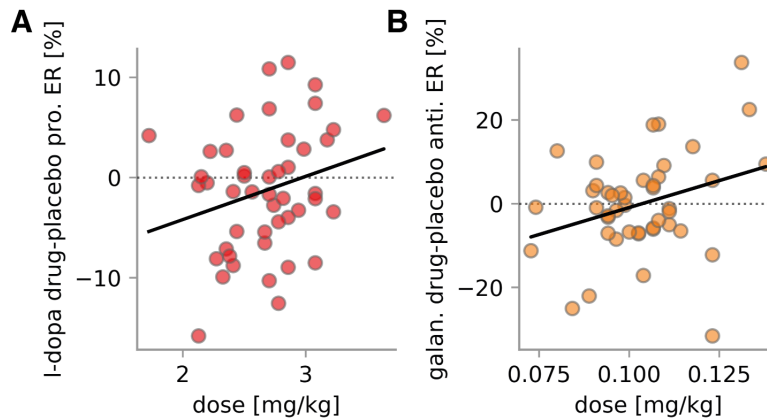 A
l-dopa drug-placebo pro. ER [%]
10
0
−10
2
3
dose [mg/kg]
B
galan. drug-placebo anti. ER [%]
20
0
−20
0.075
0.100
0.125
dose [mg/kg]